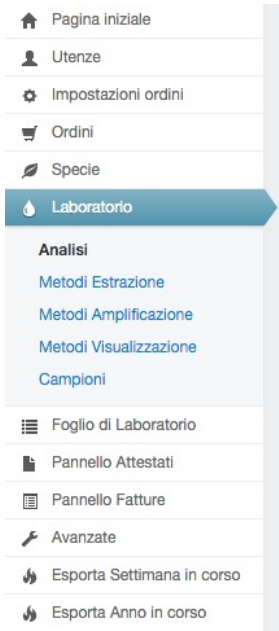 Pagina iniziale
Utenze
Impostazioni ordini
Ordini
Specie
Laboratorio
Analisi
Metodi Estrazione
Metodi Amplificazione
Metodi Visualizzazione
Campioni
Foglio di Laboratorio
Pannello Attestati
Pannello Fatture
Avanzate
Esporta Settimana in corso
Esporta Anno in corso